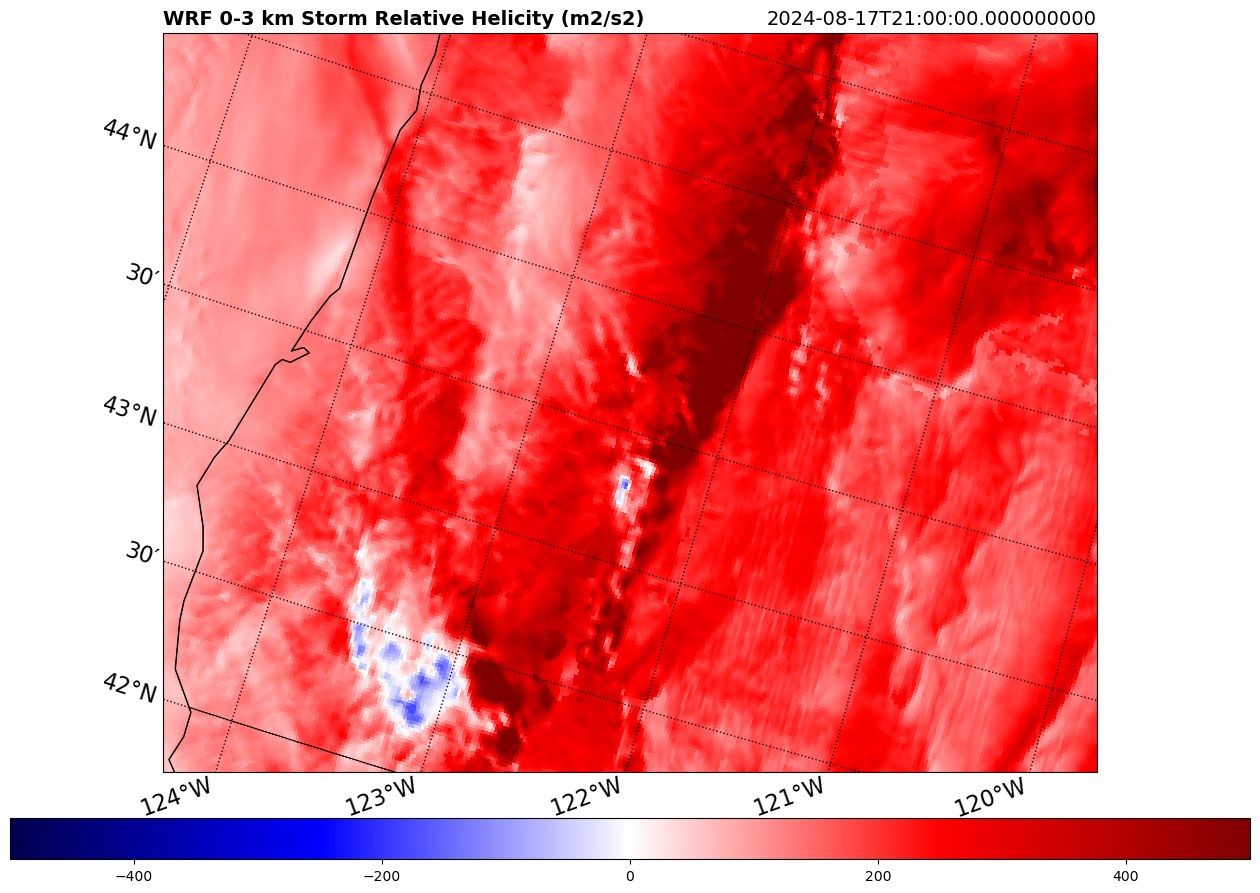 WRF 0-3 km Storm Relative Helicity (m2/s2) 2024-08-17T21:00:00.000000000
44°N
30′
43°N
30′
42°N
124°W 123°W 122°W 121°W 120°W
−400 −200 0 200 400